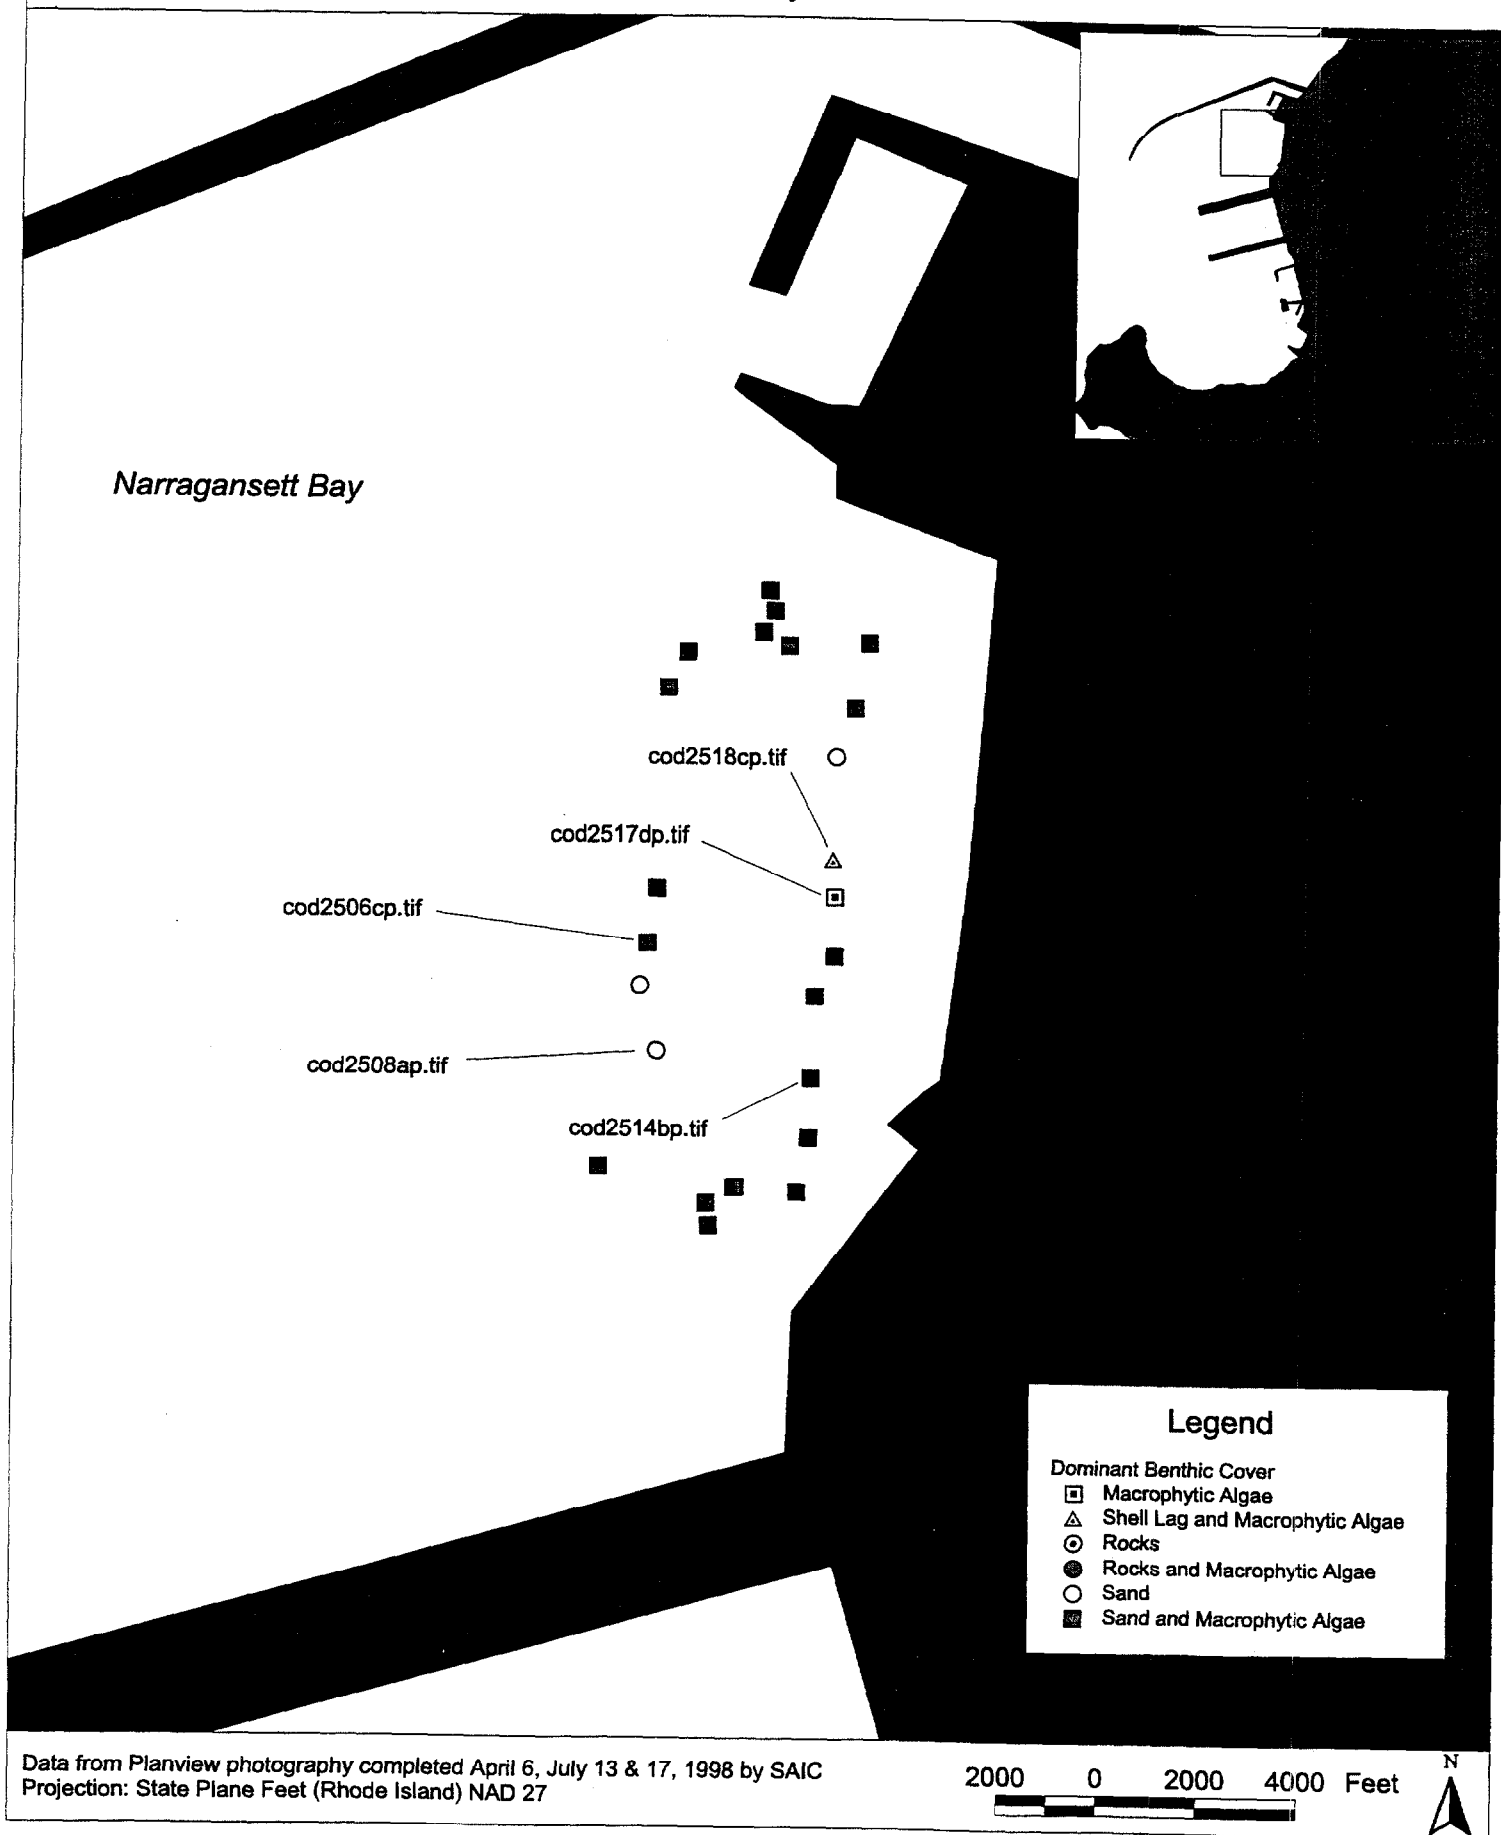 Narragansett Bay
cod2518cp.tif
cod2517dp.tif
cod2506cp.tif
cod2508ap.tif
cod2514bp.tif
Legend
Dominant Benthic Cover
Macrophytic Algae
Shell Lag and Macrophytic Algae
Rocks
Rocks and Macrophytic Algae
Sand
Sand and Macrophytic Algae
Data from Planview photography completed April 6, July 13 & 17, 1998 by SAIC
Projection: State Plane Feet (Rhode Island) NAD 27
2000 0 2000 4000 Feet
N